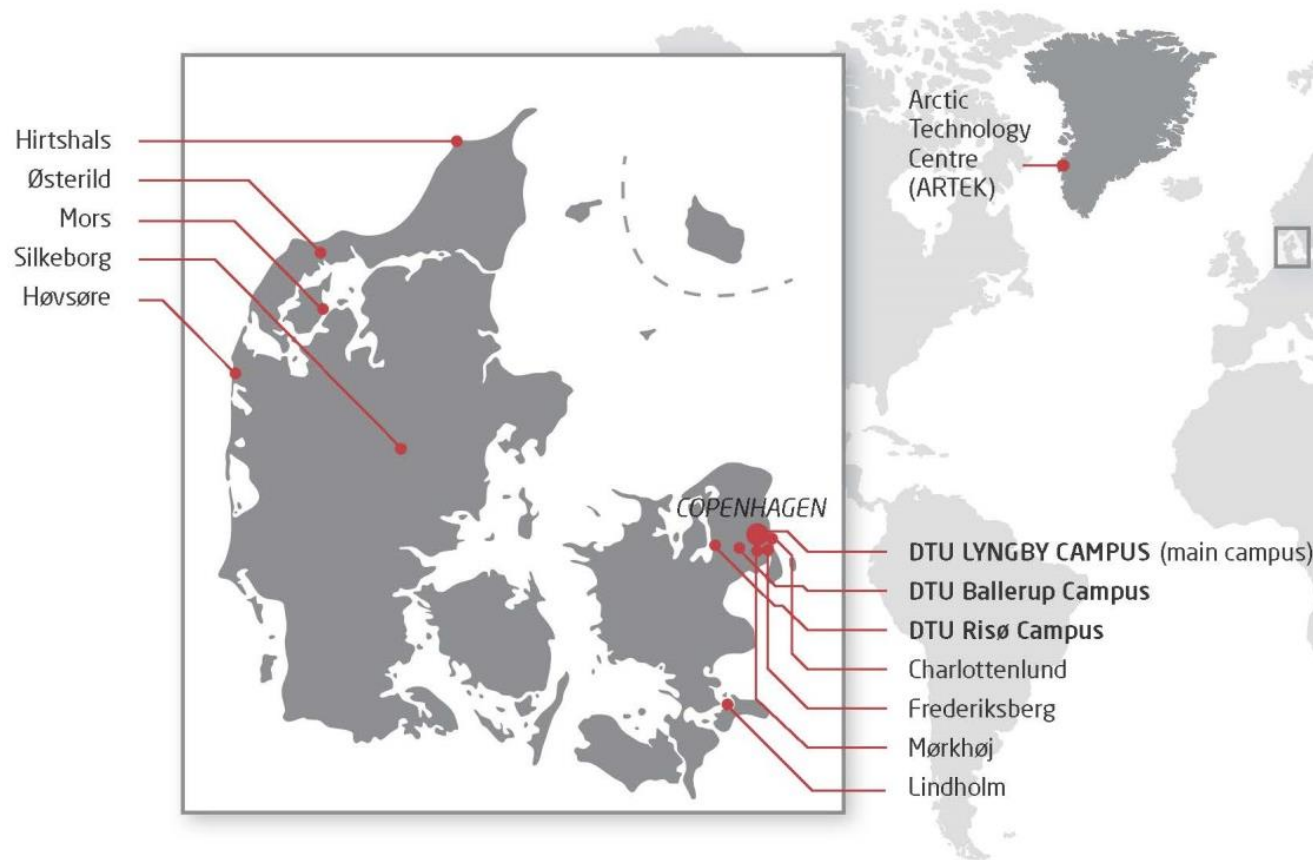 Hirtshals
Østerild
Mors
Silkeborg
Høvsøre
Arctic
Technology
Centre
(ARTEK)
COPENHAGEN
DTU LYNGBY CAMPUS (main campus)
DTU Ballerup Campus
DTU Risø Campus
Charlottenlund
Frederiksberg
Mørkhøj
Lindholm